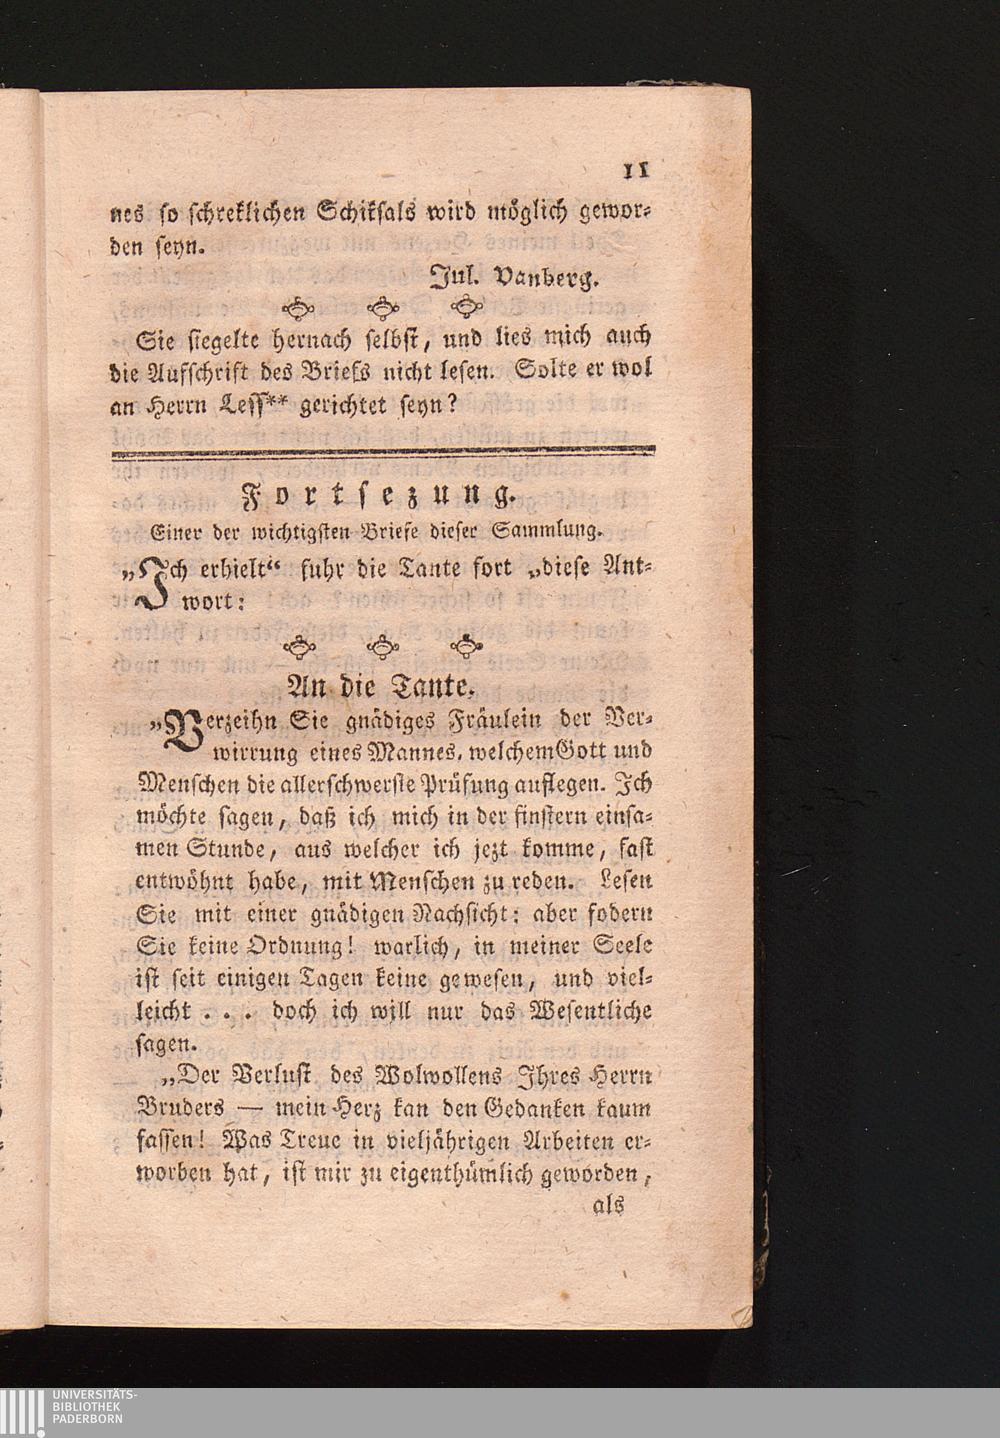 11
nes so schreklichen Schiksals wird möglich gewor-
den seyn.
Jul. Vanberg.
Sie siegelte hernach selbst, und lies mich auch
die Aufschrift des Briefs nicht lesen. Solte er wol
an Herrn Less** gerichtet seyn?
Fortsezung.
Einer der wichtigsten Briefe dieser Sammlung.
„Ich erhielt“ fuhr die Tante fort „diese Ant-
wort:
An die Tante.
„Verzeihn Sie gnädiges Fräulein der Ver-
wirrung eines Mannes, welchem Gott und
Menschen die allerschwerste Prüfung auflegen. Ich
möchte sagen, daß ich mich in der finstern einsa-
men Stunde, aus welcher ich jezt komme, fast
entwöhnt habe, mit Menschen zu reden. Lesen
Sie mit einer gnädigen Nachsicht: aber fodern
Sie keine Ordnung! warlich, in meiner Seele
ist seit einigen Tagen keine gewesen, und viel-
leicht . . . doch ich will nur das Wesentliche
sagen.
„Der Verlust des Wolwollens Ihres Herrn
Bruders — mein Herz kan den Gedanken kaum
fassen! Was Treue in vieljährigen Arbeiten er-
worben hat, ist mir zu eigenthümlich geworden,
als
UNIVERSITÄTS-
BIBLIOTHEK
PADERBORN